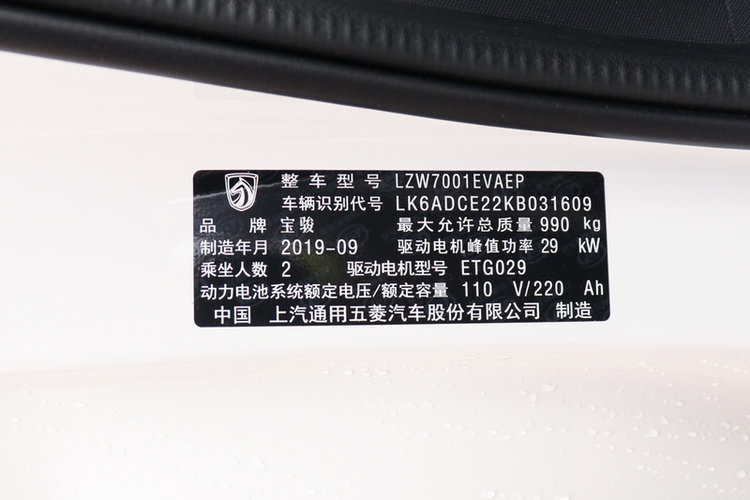 整车型号 LZW7001EVAEP
车辆识别代号 LK6ADCE22KB031609
品牌 宝骏 最大允许总质量 990 kg
制造年月 2019-09 驱动电机峰值功率 29 kW
乘坐人数 2 驱动电机型号 ETG029
动力电池系统额定电压/额定容量 110 V/220 Ah
中国 上汽通用五菱汽车股份有限公司 制造